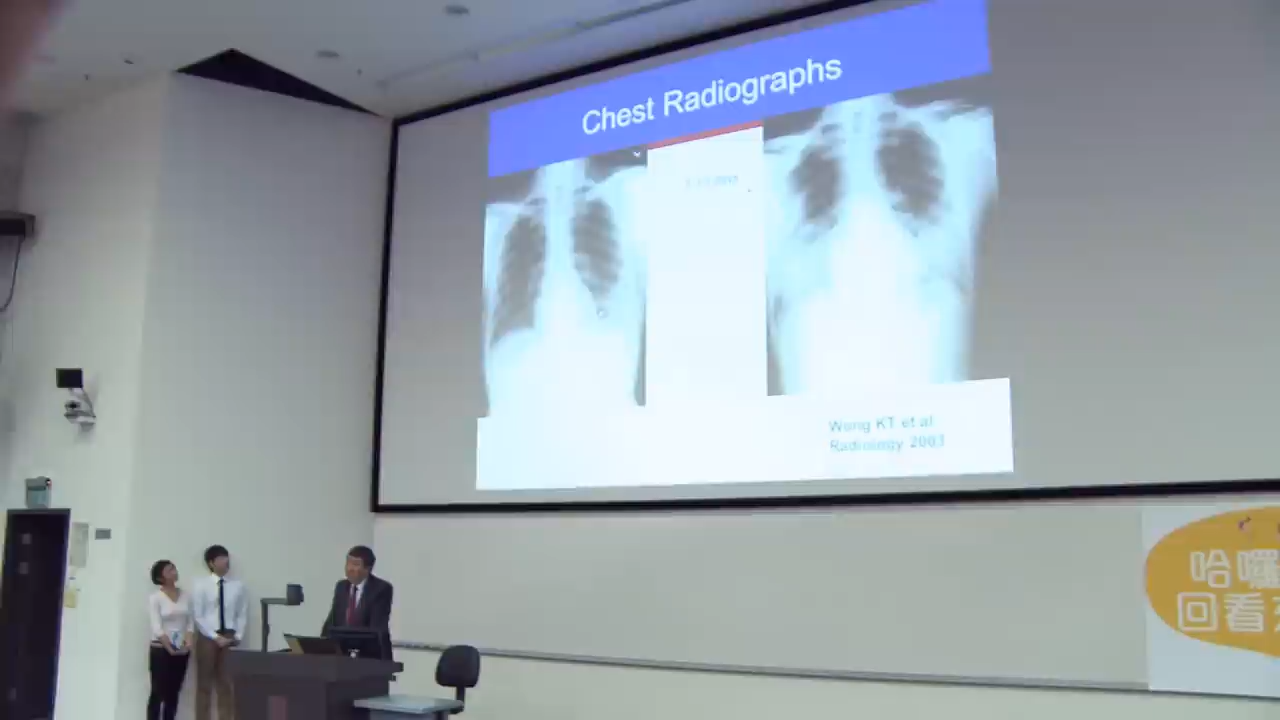 Chest Radiographs
Wong KT et al
Radiology 2003
哈囉
回看